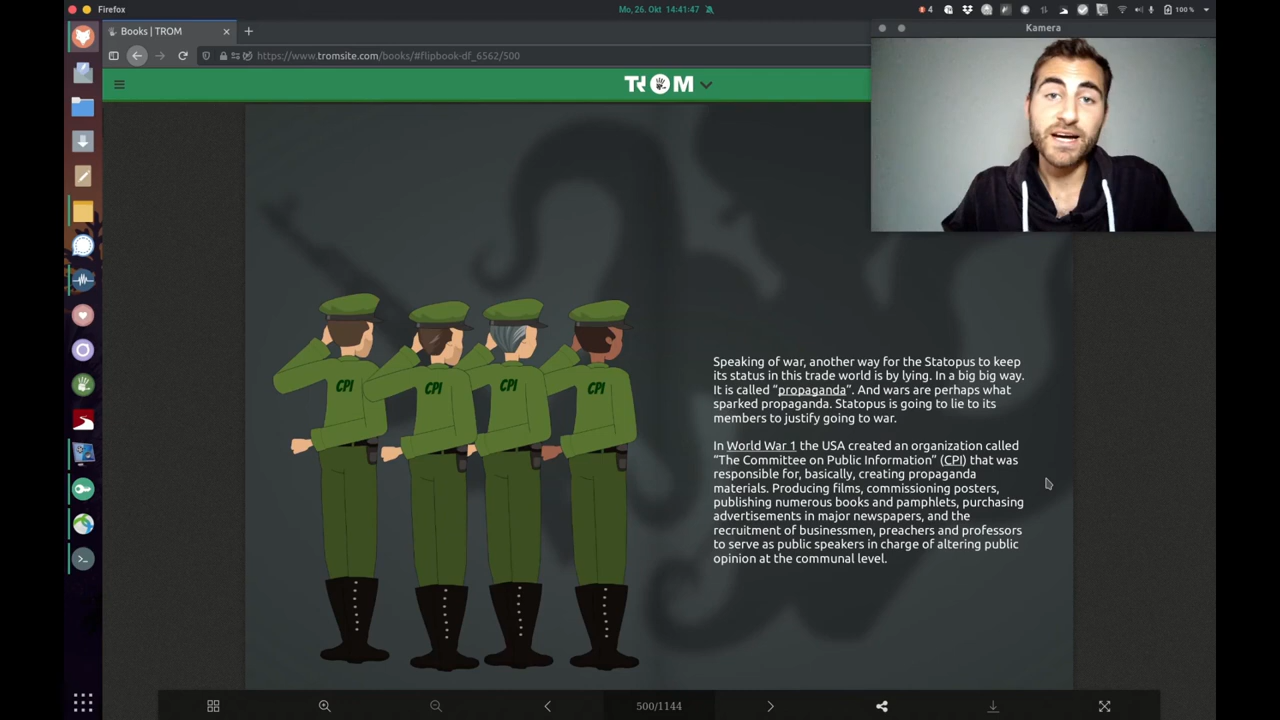 Firefox
Mo, 26. Okt 14:41:47
4
100 %
Books | TROM
Kamera
https://www.tromsite.com/books/#flipbook-df_6562/500
TROM
CPI CPI CPI CPI
Speaking of war, another way for the Statopus to keep
its status in this trade world is by lying. In a big big way.
It is called “propaganda”. And wars are perhaps what
sparked propaganda. Statopus is going to lie to its
members to justify going to war.
In World War 1 the USA created an organization called
“The Committee on Public Information” (CPI) that was
responsible for, basically, creating propaganda
materials. Producing films, commissioning posters,
publishing numerous books and pamphlets, purchasing
advertisements in major newspapers, and the
recruitment of businessmen, preachers and professors
to serve as public speakers in charge of altering public
opinion at the communal level.
500/1144